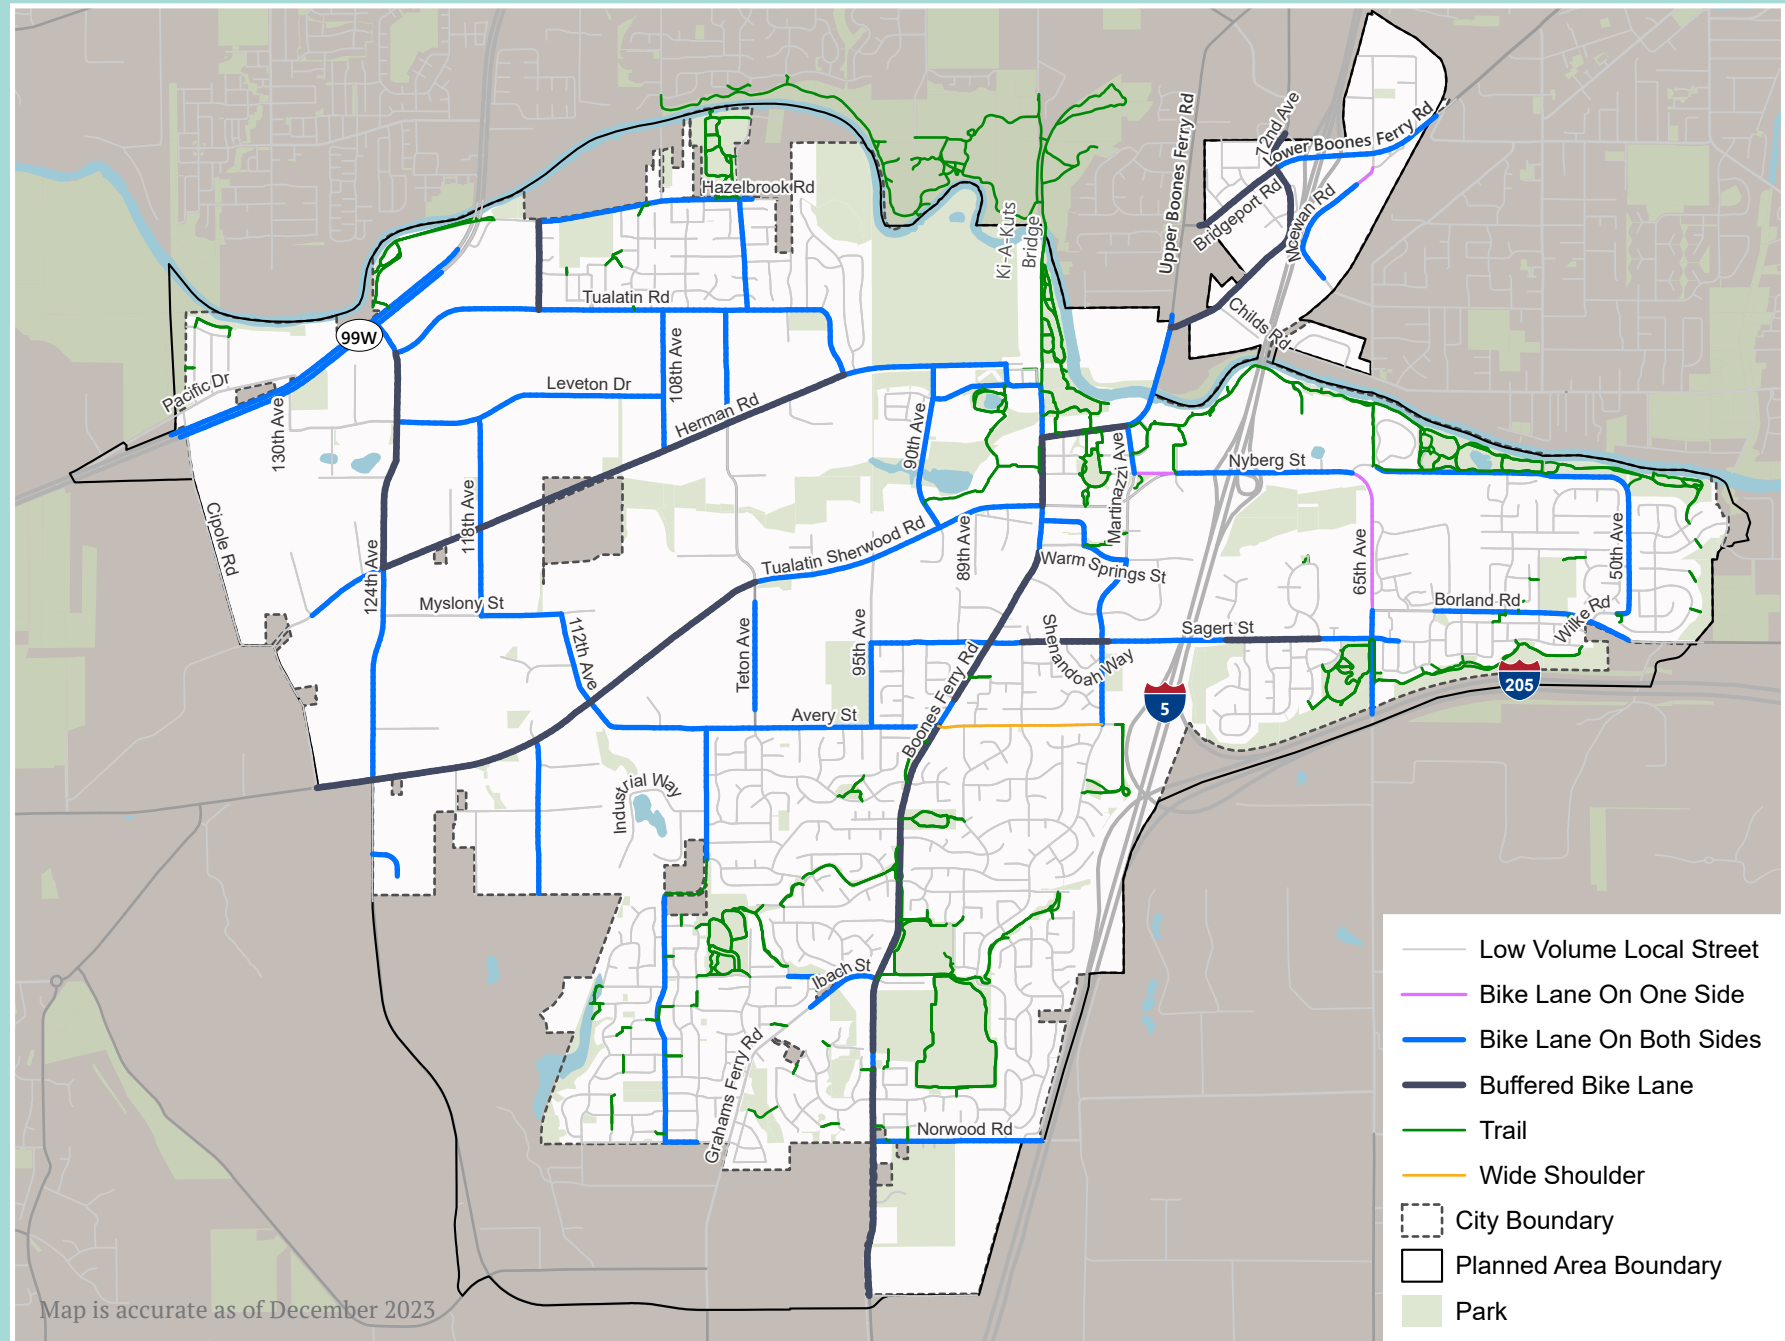 Upper Boones Ferry Rd
12nd Ave
Lower Boones Ferry Rd
Bridgeport Rd
Ncewan Rd
Childs Rd
Hazelbrook Rd
Ki-A-Kuts
Bridge
Tualatin Rd
99W
Pacific Dr
130th Ave
Leveton Dr
108th Ave
Herman Rd
90th Ave
Martinazzi Ave
Nyberg St
Cipole Rd
118th Ave
124th Ave
Tualatin Sherwood Rd
89th Ave
Warm Springs St
65th Ave
50th Ave
Myslony St
112th Ave
Teton Ave
95th Ave
Boones Ferry Rd
Shenandoah Way
Sagert St
Borland Rd
Wilke Rd
205
5
Avery St
Industrial Way
Ibach St
Grahams Ferry Rd
Norwood Rd
Low Volume Local Street
Bike Lane On One Side
Bike Lane On Both Sides
Buffered Bike Lane
Trail
Wide Shoulder
City Boundary
Planned Area Boundary
Park
Map is accurate as of December 2023